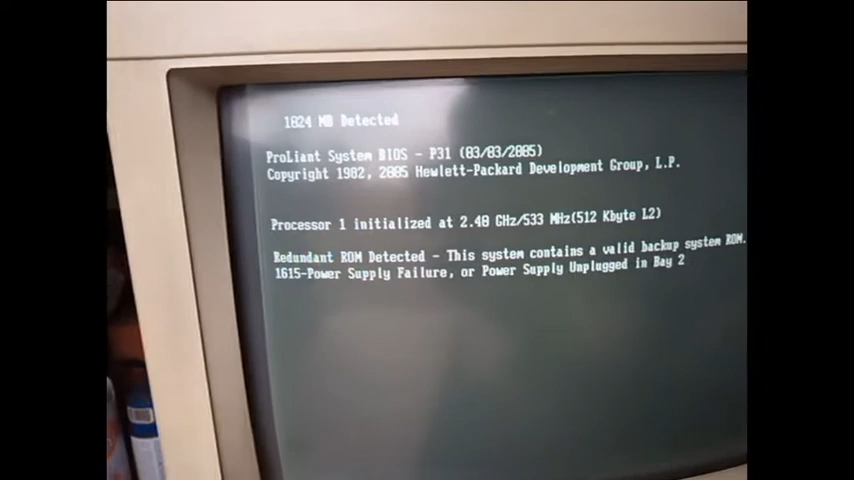 1024 MB Detected
ProLiant System BIOS - P31 (03/03/2005)
Copyright 1982, 2005 Hewlett-Packard Development Group, L.P.
Processor 1 initialized at 2.40 GHz/533 MHz(512 Kbyte L2)
Redundant ROM Detected - This system contains a valid backup system ROM.
1615-Power Supply Failure, or Power Supply Unplugged in Bay 2